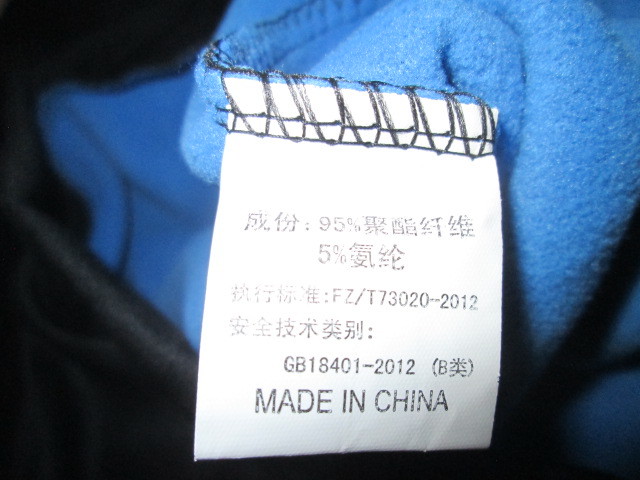 成份: 95%聚酯纤维
5%氨纶
执行标准:FZ/T73020-2012
安全技术类别:
GB18401-2012 (B类)
MADE IN CHINA